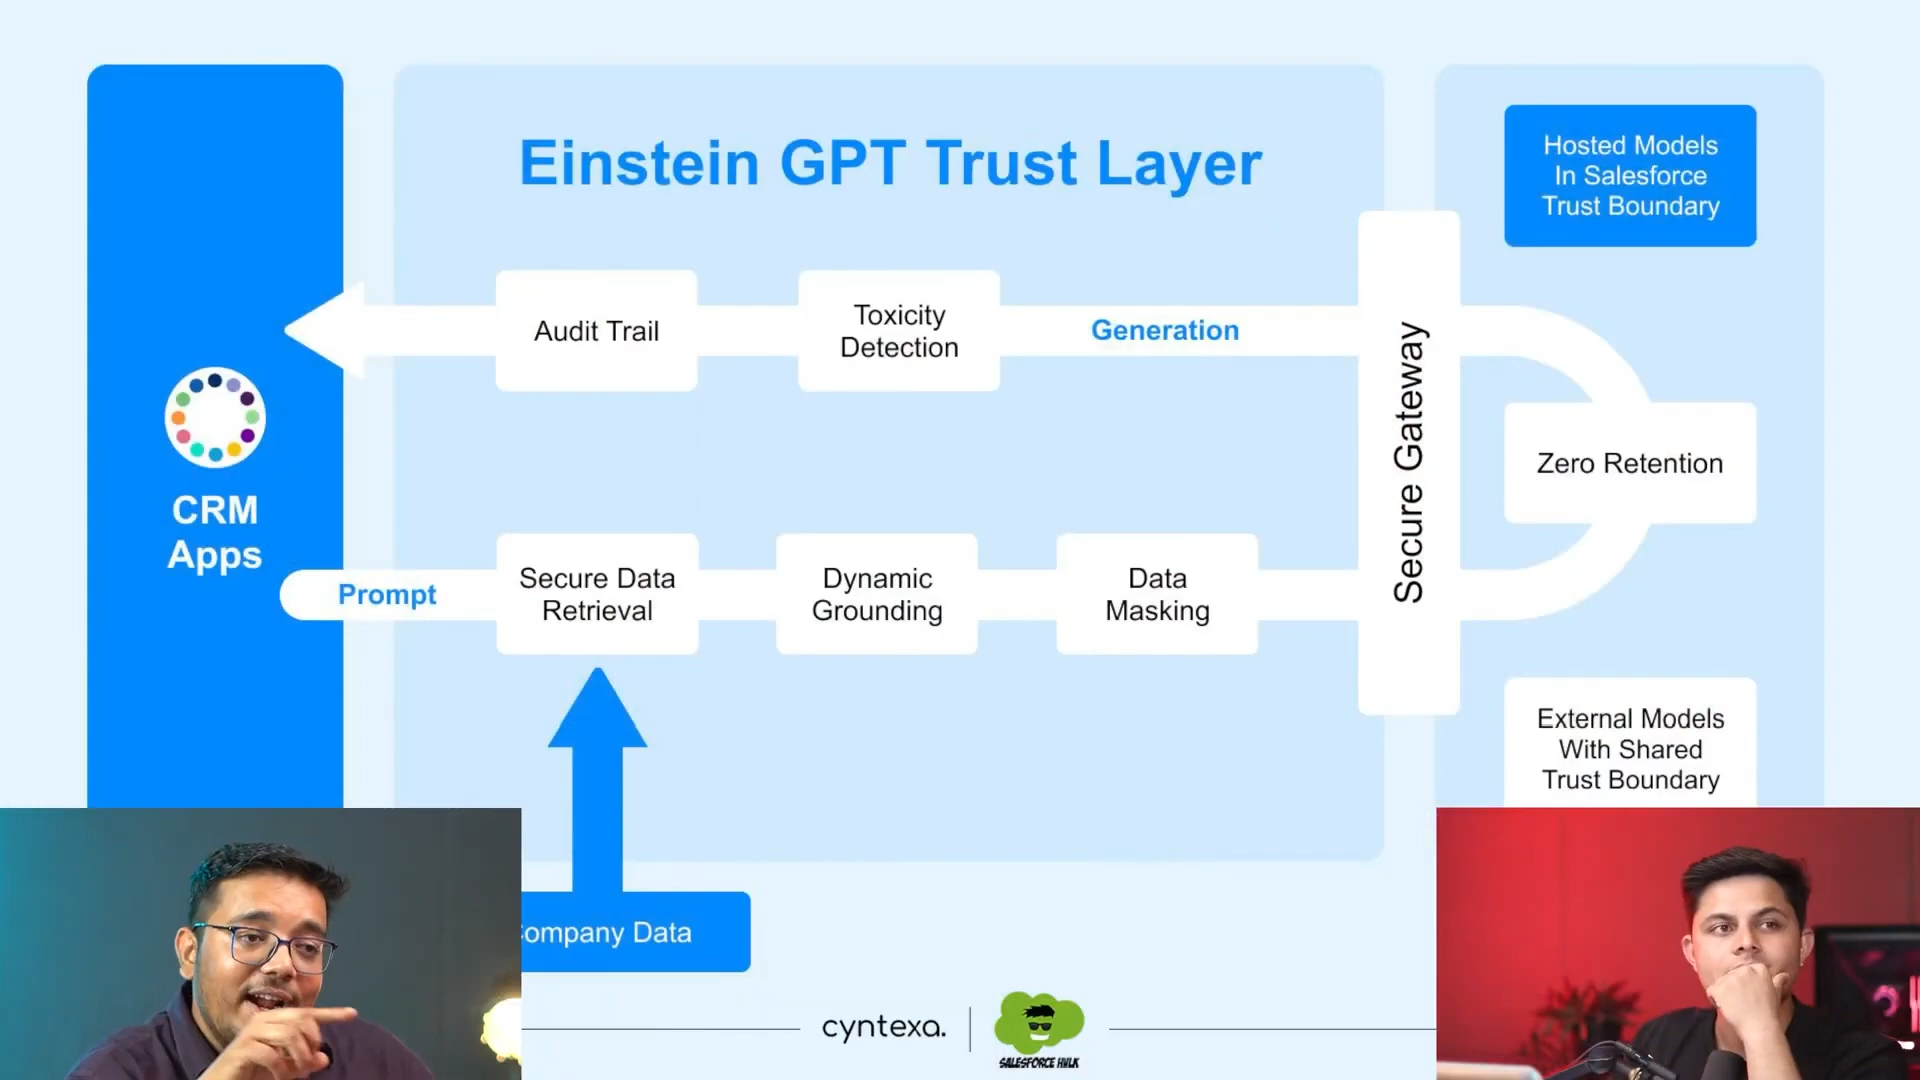 Einstein GPT Trust Layer
Hosted Models
In Salesforce
Trust Boundary
Audit Trail
Toxicity
Detection
Generation
Secure Gateway
Zero Retention
CRM
Apps
Prompt
Secure Data
Retrieval
Dynamic
Grounding
Data
Masking
External Models
With Shared
Trust Boundary
ompany Data
cyntexa.
SALESFORCE HULK